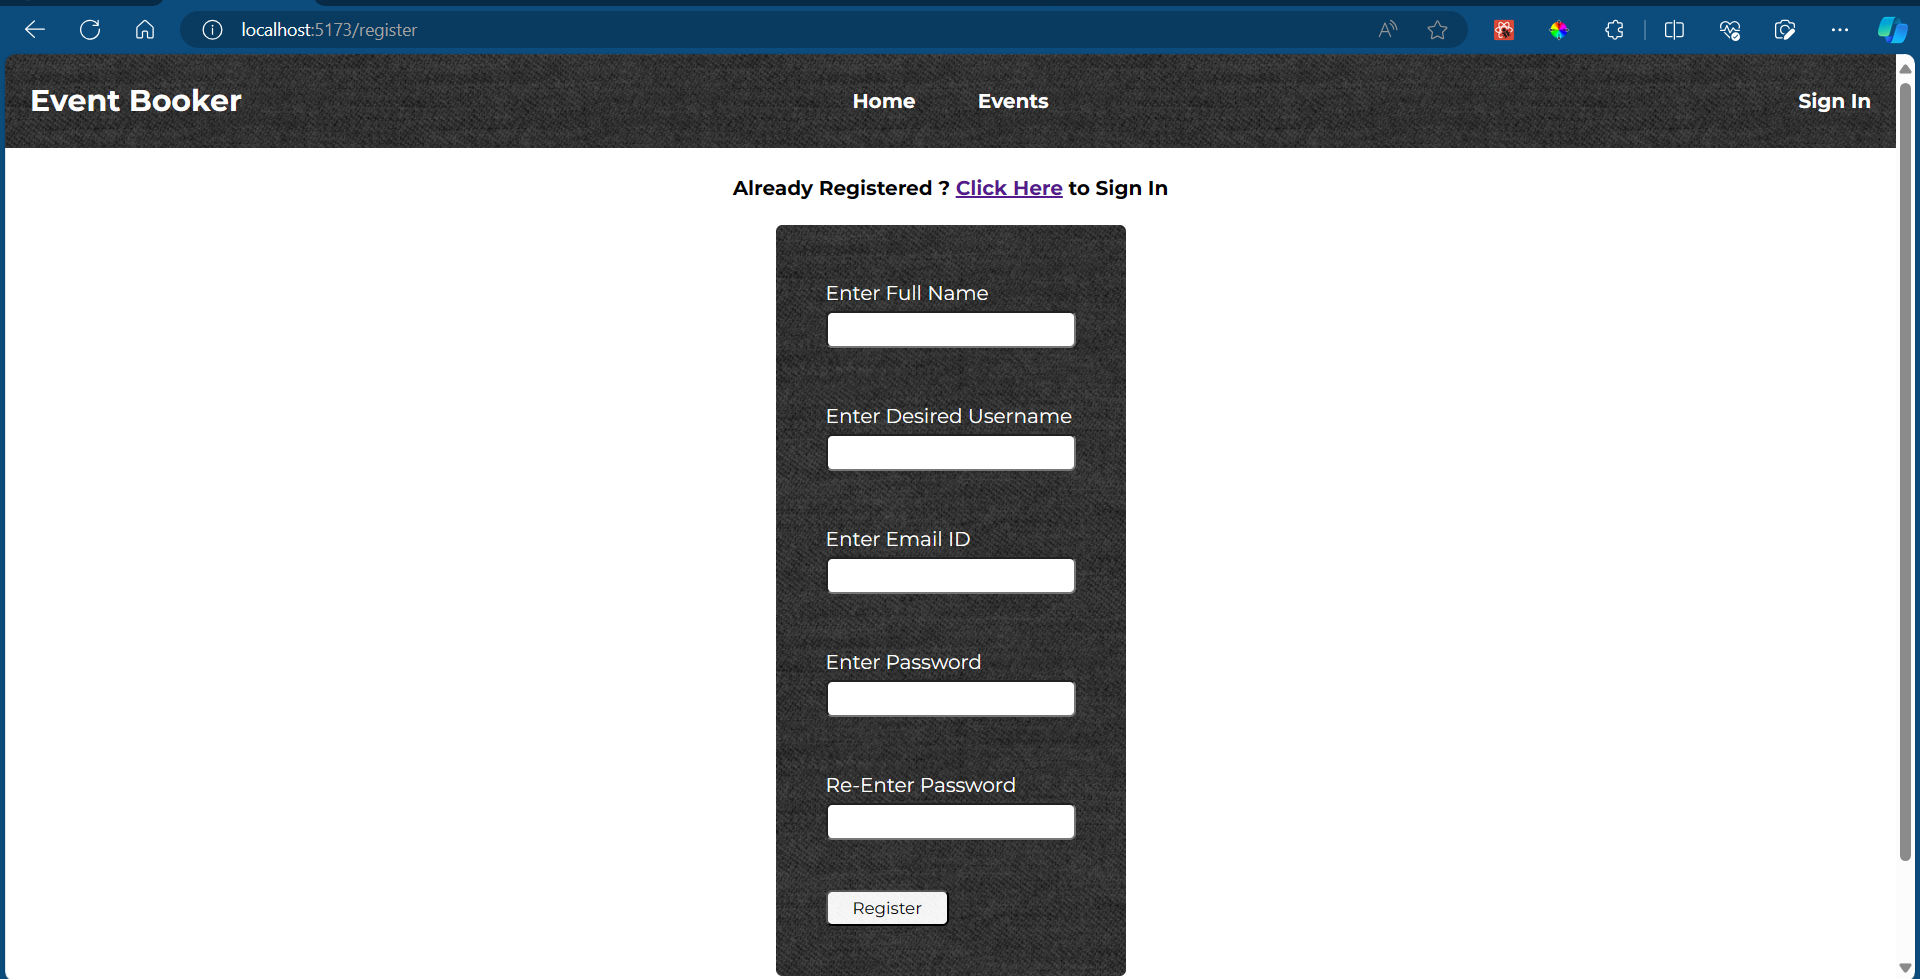 localhost:5173/register
Event Booker
Home
Events
Sign In
Already Registered ? Click Here to Sign In
Enter Full Name
Enter Desired Username
Enter Email ID
Enter Password
Re-Enter Password
Register